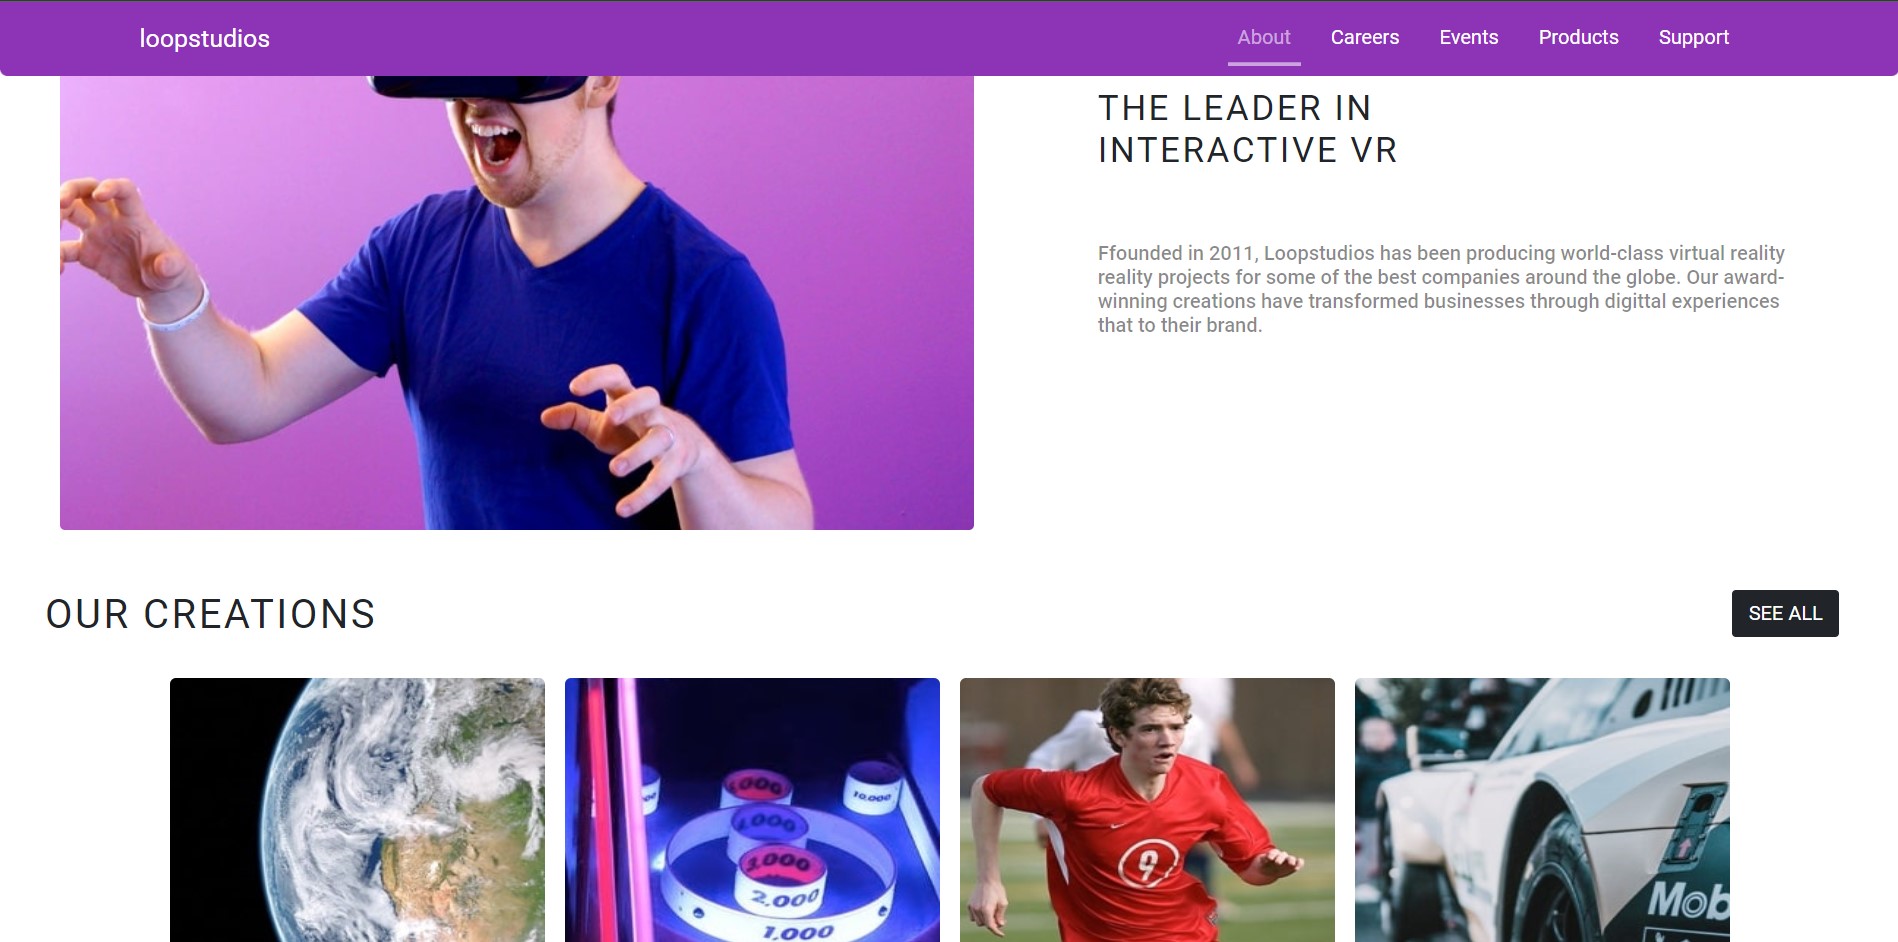 loopstudios
About Careers Events Products Support
THE LEADER IN
INTERACTIVE VR
Ffounded in 2011, Loopstudios has been producing world-class virtual reality
reality projects for some of the best companies around the globe. Our award-
winning creations have transformed businesses through digittal experiences
that to their brand.
OUR CREATIONS
SEE ALL
10,000
3,000
2,000
1,000
9
Mob